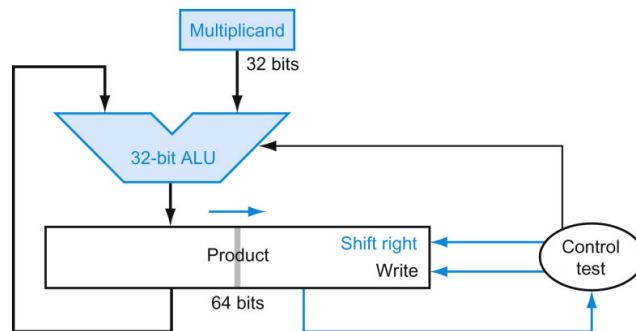 Multiplicand
32 bits
32-bit ALU
Product
Shift right
Write
Control
test
64 bits